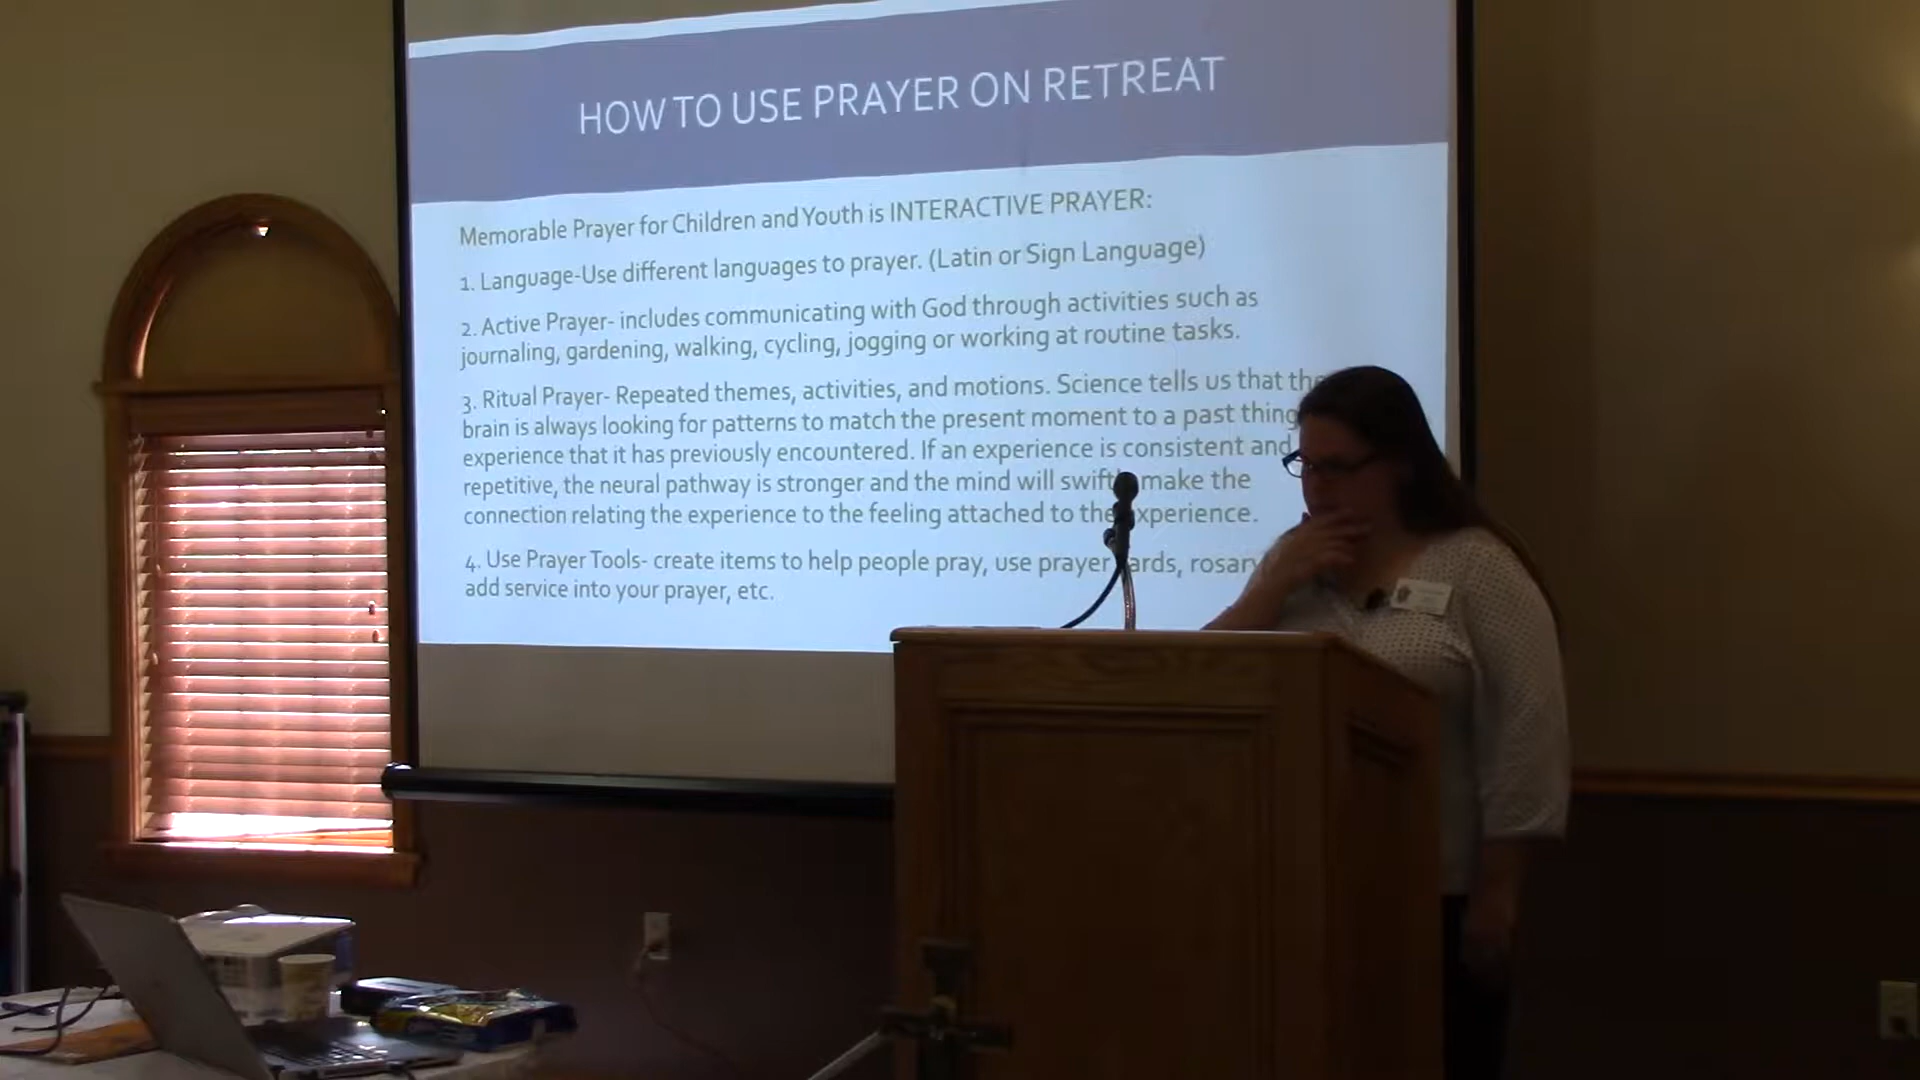 HOW TO USE PRAYER ON RETREAT
Memorable Prayer for Children and Youth is INTERACTIVE PRAYER:
1. Language-Use different languages to prayer. (Latin or Sign Language)
2. Active Prayer- includes communicating with God through activities such as
journaling, gardening, walking, cycling, jogging or working at routine tasks.
3. Ritual Prayer- Repeated themes, activities, and motions. Science tells us that the
brain is always looking for patterns to match the present moment to a past thing
experience that it has previously encountered. If an experience is consistent and
repetitive, the neural pathway is stronger and the mind will make the
connection relating the experience to the feeling attached to the experience.
4. Use Prayer Tools- create items to help people pray, use prayer
add service into your prayer, etc.